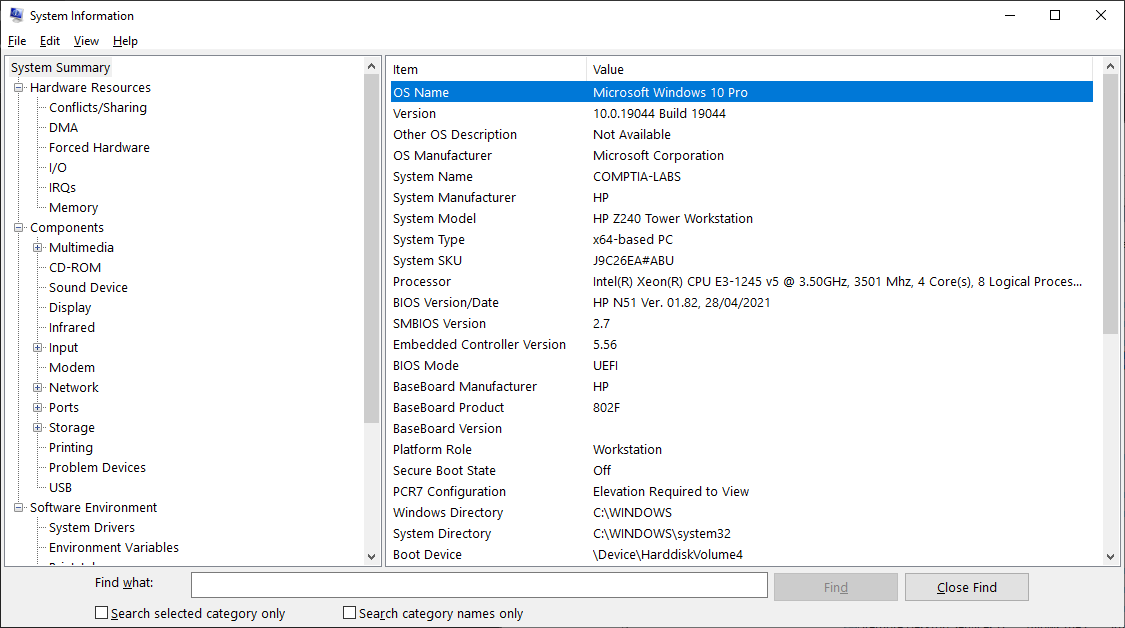 System Information
File Edit View Help
System Summary
Hardware Resources
Conflicts/Sharing
DMA
Forced Hardware
I/O
IRQs
Memory
Components
Multimedia
CD-ROM
Sound Device
Display
Infrared
Input
Modem
Network
Ports
Storage
Printing
Problem Devices
USB
Software Environment
System Drivers
Environment Variables
Item Value
OS Name Microsoft Windows 10 Pro
Version 10.0.19044 Build 19044
Other OS Description Not Available
OS Manufacturer Microsoft Corporation
System Name COMPTIA-LABS
System Manufacturer HP
System Model HP Z240 Tower Workstation
System Type x64-based PC
System SKU J9C26EA#ABU
Processor Intel(R) Xeon(R) CPU E3-1245 v5 @ 3.50GHz, 3501 Mhz, 4 Core(s), 8 Logical Proces...
BIOS Version/Date HP N51 Ver. 01.82, 28/04/2021
SMBIOS Version 2.7
Embedded Controller Version 5.56
BIOS Mode UEFI
BaseBoard Manufacturer HP
BaseBoard Product 802F
BaseBoard Version
Platform Role Workstation
Secure Boot State Off
PCR7 Configuration Elevation Required to View
Windows Directory C:\WINDOWS
System Directory C:\WINDOWS\system32
Boot Device \Device\HarddiskVolume4
Find what:
Find Close Find
Search selected category only Search category names only